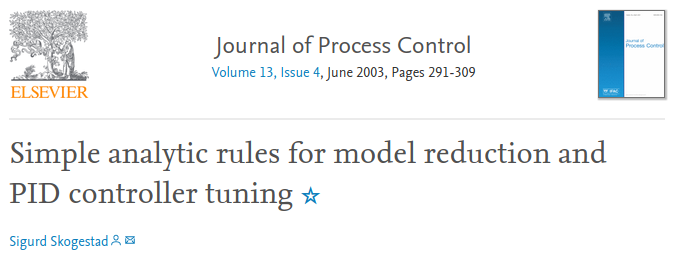 Journal of Process Control
Volume 13, Issue 4, June 2003, Pages 291-309
ELSEVIER
Journal of
Process Control
Simple analytic rules for model reduction and
PID controller tuning
Sigurd Skogestad